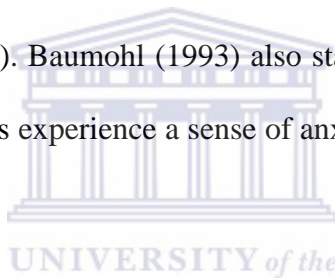 ). Baumohl (1993) also sta
s experience a sense of anx
UNIVERSITY of the